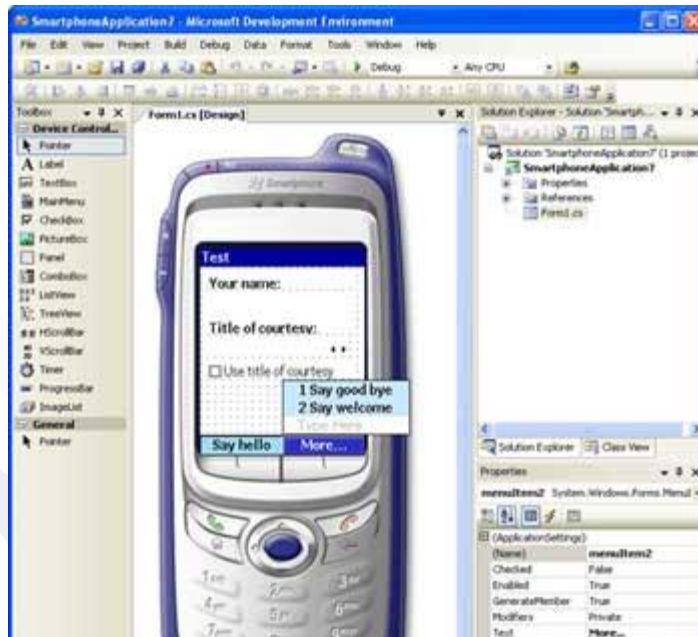 SmartphoneApplication7 - Microsoft Development Environment
File Edit View Project Build Debug Data Format Tools Window Help
Debug
Any CPU
Toolbox
Device Control...
Pointer
Label
TextBox
MainMenu
CheckBox
PictureBox
Panel
ComboBox
ListView
TreeView
HScrollBar
VScrollBar
Timer
ProgressBar
ImageList
General
Pointer
Form1.cs [Design]
Smartphone
Test
Your name:
Title of courtesy:
Use title of courtesy
1 Say good bye
2 Say welcome
Type Here
Say hello More...
Solution Explorer - Solution 'Smartph...
Solution 'SmartphoneApplication7' (1 projec
SmartphoneApplication7
Properties
References
Form1.cs
Solution Explorer Class View
Properties
menuItem2 System.Windows.Forms.MenuI
(ApplicationSettings)
(Name) menuItem2
Checked False
Enabled True
GenerateMember True
Modifiers Private
Text More...